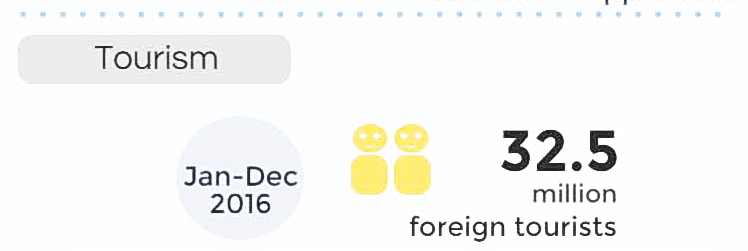 Tourism
Jan-Dec
2016
32.5
million
foreign tourists